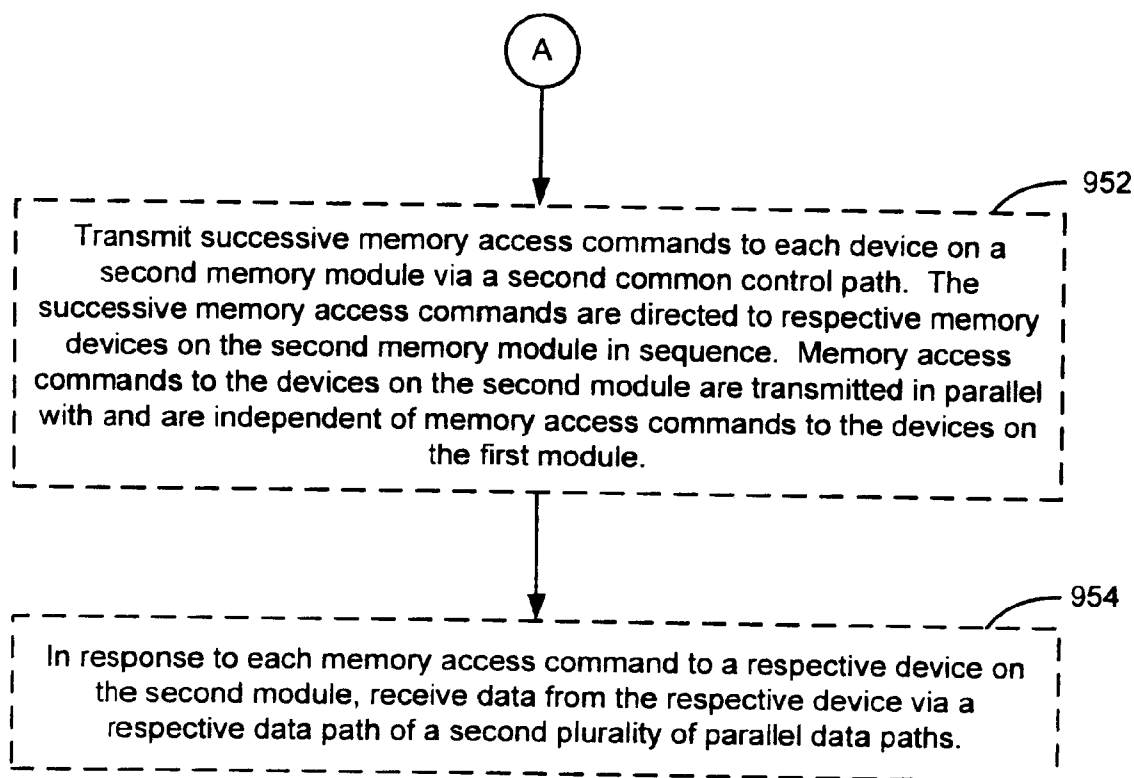 A
952
Transmit successive memory access commands to each device on a
second memory module via a second common control path. The
successive memory access commands are directed to respective memory
devices on the second memory module in sequence. Memory access
commands to the devices on the second module are transmitted in parallel
with and are independent of memory access commands to the devices on
the first module.
954
In response to each memory access command to a respective device on
the second module, receive data from the respective device via a
respective data path of a second plurality of parallel data paths.